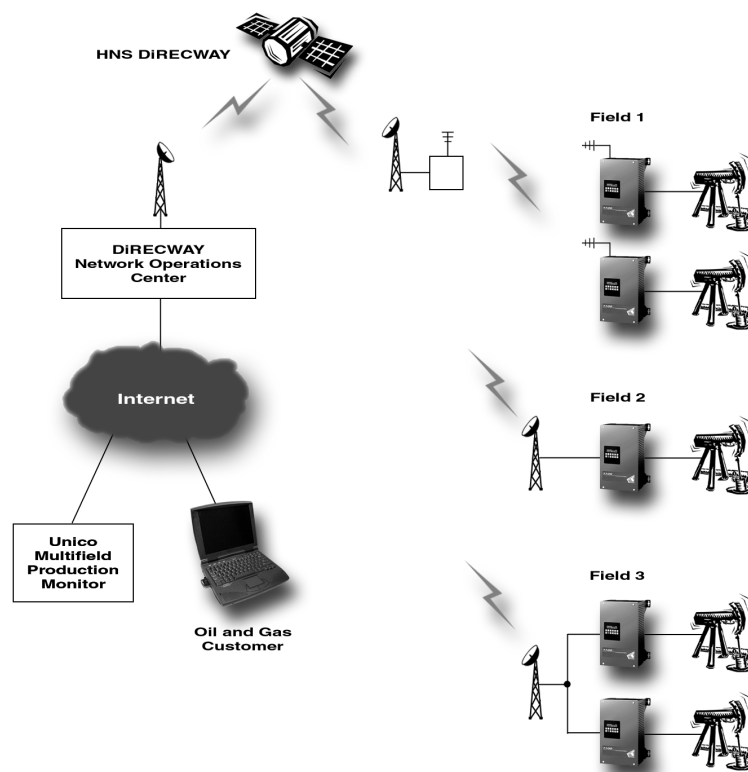 HNS DiRECWAY
Field 1
DiRECWAY
Network Operations
Center
Internet
Field 2
Unico
Multifield
Production
Monitor
Oil and Gas
Customer
Field 3